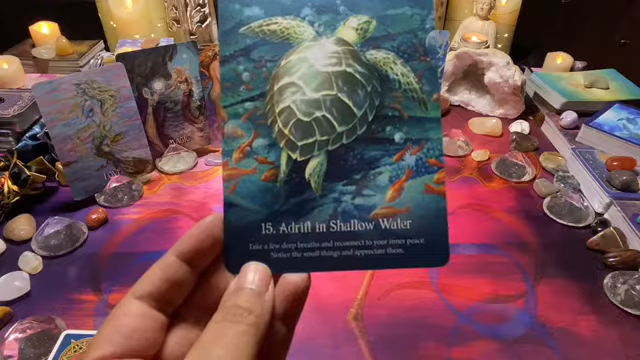 15. Adrift in Shallow Water
Take a few deep breaths and reconnect to your inner peace.
Notice the small things and appreciate them.